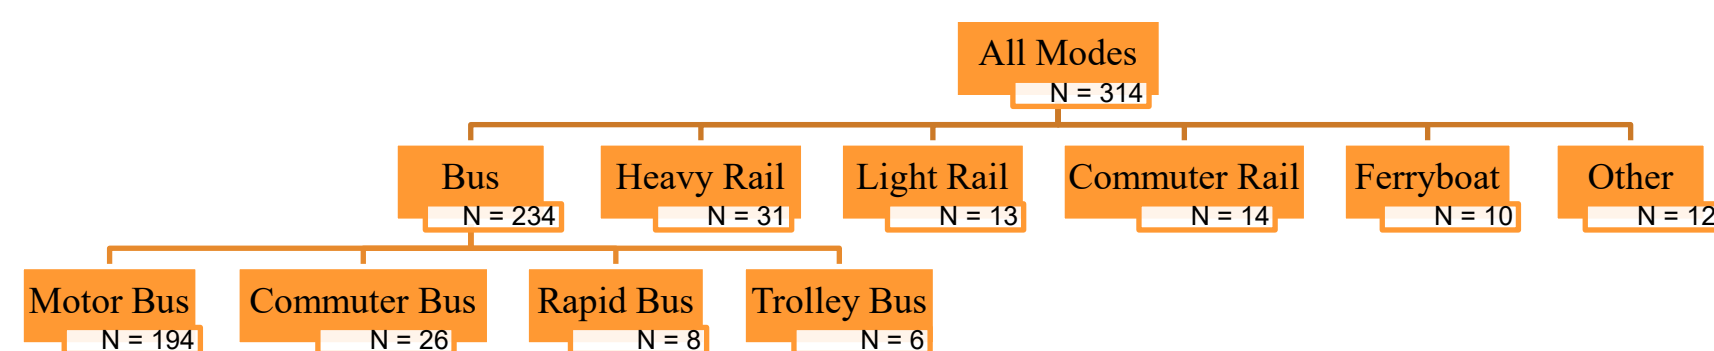 All Modes
N = 314
Bus
N = 234
Heavy Rail
N = 31
Light Rail
N = 13
Commuter Rail
N = 14
Ferryboat
N = 10
Other
N = 12
Motor Bus
N = 194
Commuter Bus
N = 26
Rapid Bus
N = 8
Trolley Bus
N = 6